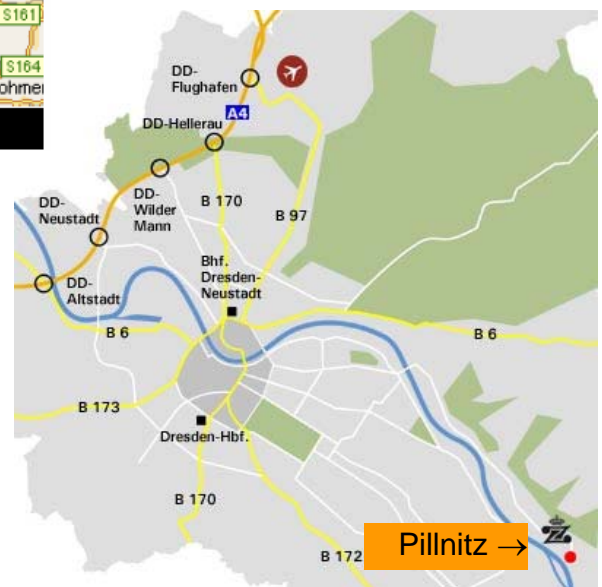 S161
S164
ohmen
DD-
Flughafen
A4
DD-Hellerau
DD-
Neustadt
DD-
Wilder
Mann
B 170
B 97
Bhf.
Dresden-
Neustadt
DD-
Altstadt
B 6
B 6
B 173
Dresden-Hbf.
B 170
B 172
Pillnitz →